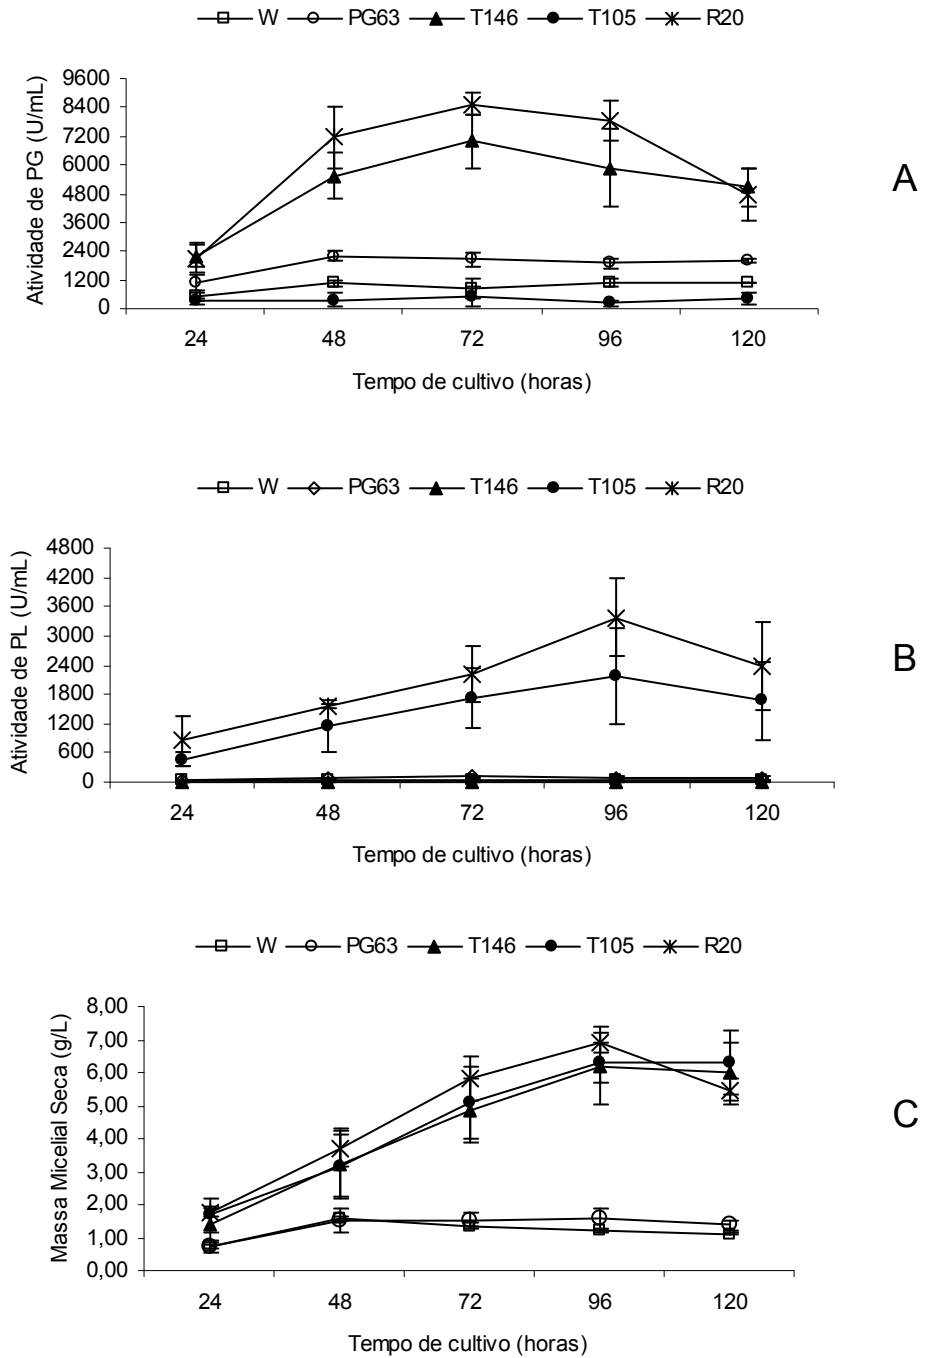 W PG63 T146 T105 R20
9600
8400
7200
6000
4800
3600
2400
1200
0
Atividade de PG (U/mL)
24 48 72 96 120
Tempo de cultivo (horas)
A
W PG63 T146 T105 R20
4800
4200
3600
3000
2400
1800
1200
600
0
Atividade de PL (U/mL)
24 48 72 96 120
Tempo de cultivo (horas)
B
W PG63 T146 T105 R20
8,00
7,00
6,00
5,00
4,00
3,00
2,00
1,00
0,00
Massa Micelial Seca (g/L)
24 48 72 96 120
Tempo de cultivo (horas)
C